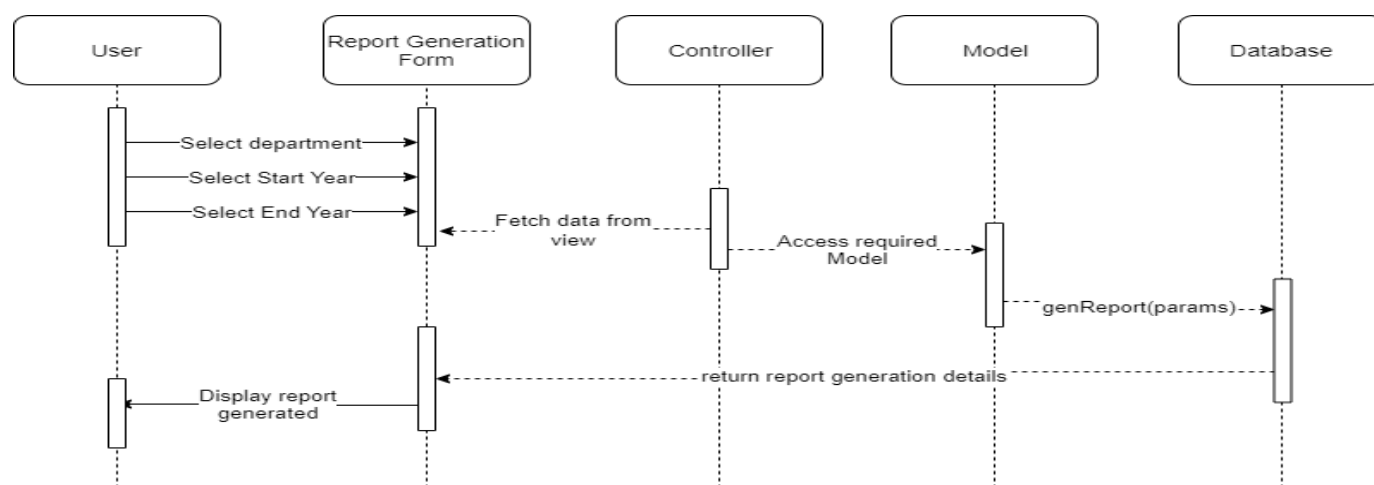 User
Report Generation
Form
Controller
Model
Database
Select department
Select Start Year
Select End Year
Fetch data from
view
Access required
Model
genReport(params)
return report generation details
Display report
generated